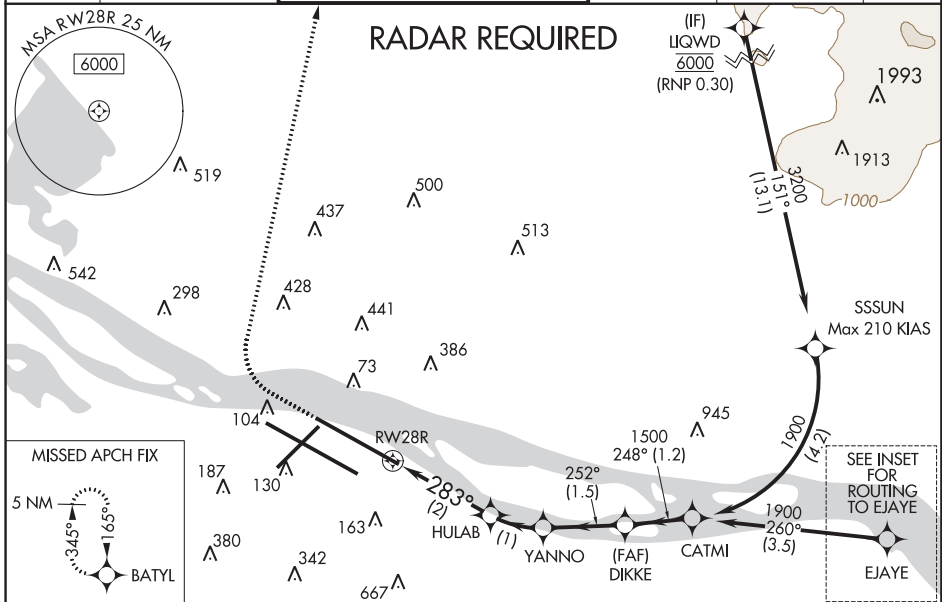 MSA RW28R 25 NM
6000
RADAR REQUIRED
(IF)
LIQWD
6000
(RNP 0.30)
1993
1913
1000
519
500
437
513
3200
151°
(13.1)
542
298
428
441
386
73
SSSUN
Max 210 KIAS
104
945
RW28R
1500
248° (1.2)
252°
(1.5)
1900
(4.2)
MISSED APCH FIX
5 NM
345°
165°
BATYL
187
130
283°
(2)
163
HULAB
(1)
YANNO
(FAF)
DIKKE
CATMI
1900
260°
(3.5)
SEE INSET
FOR
ROUTING
TO EJAYE
EJAYE
380
342
667